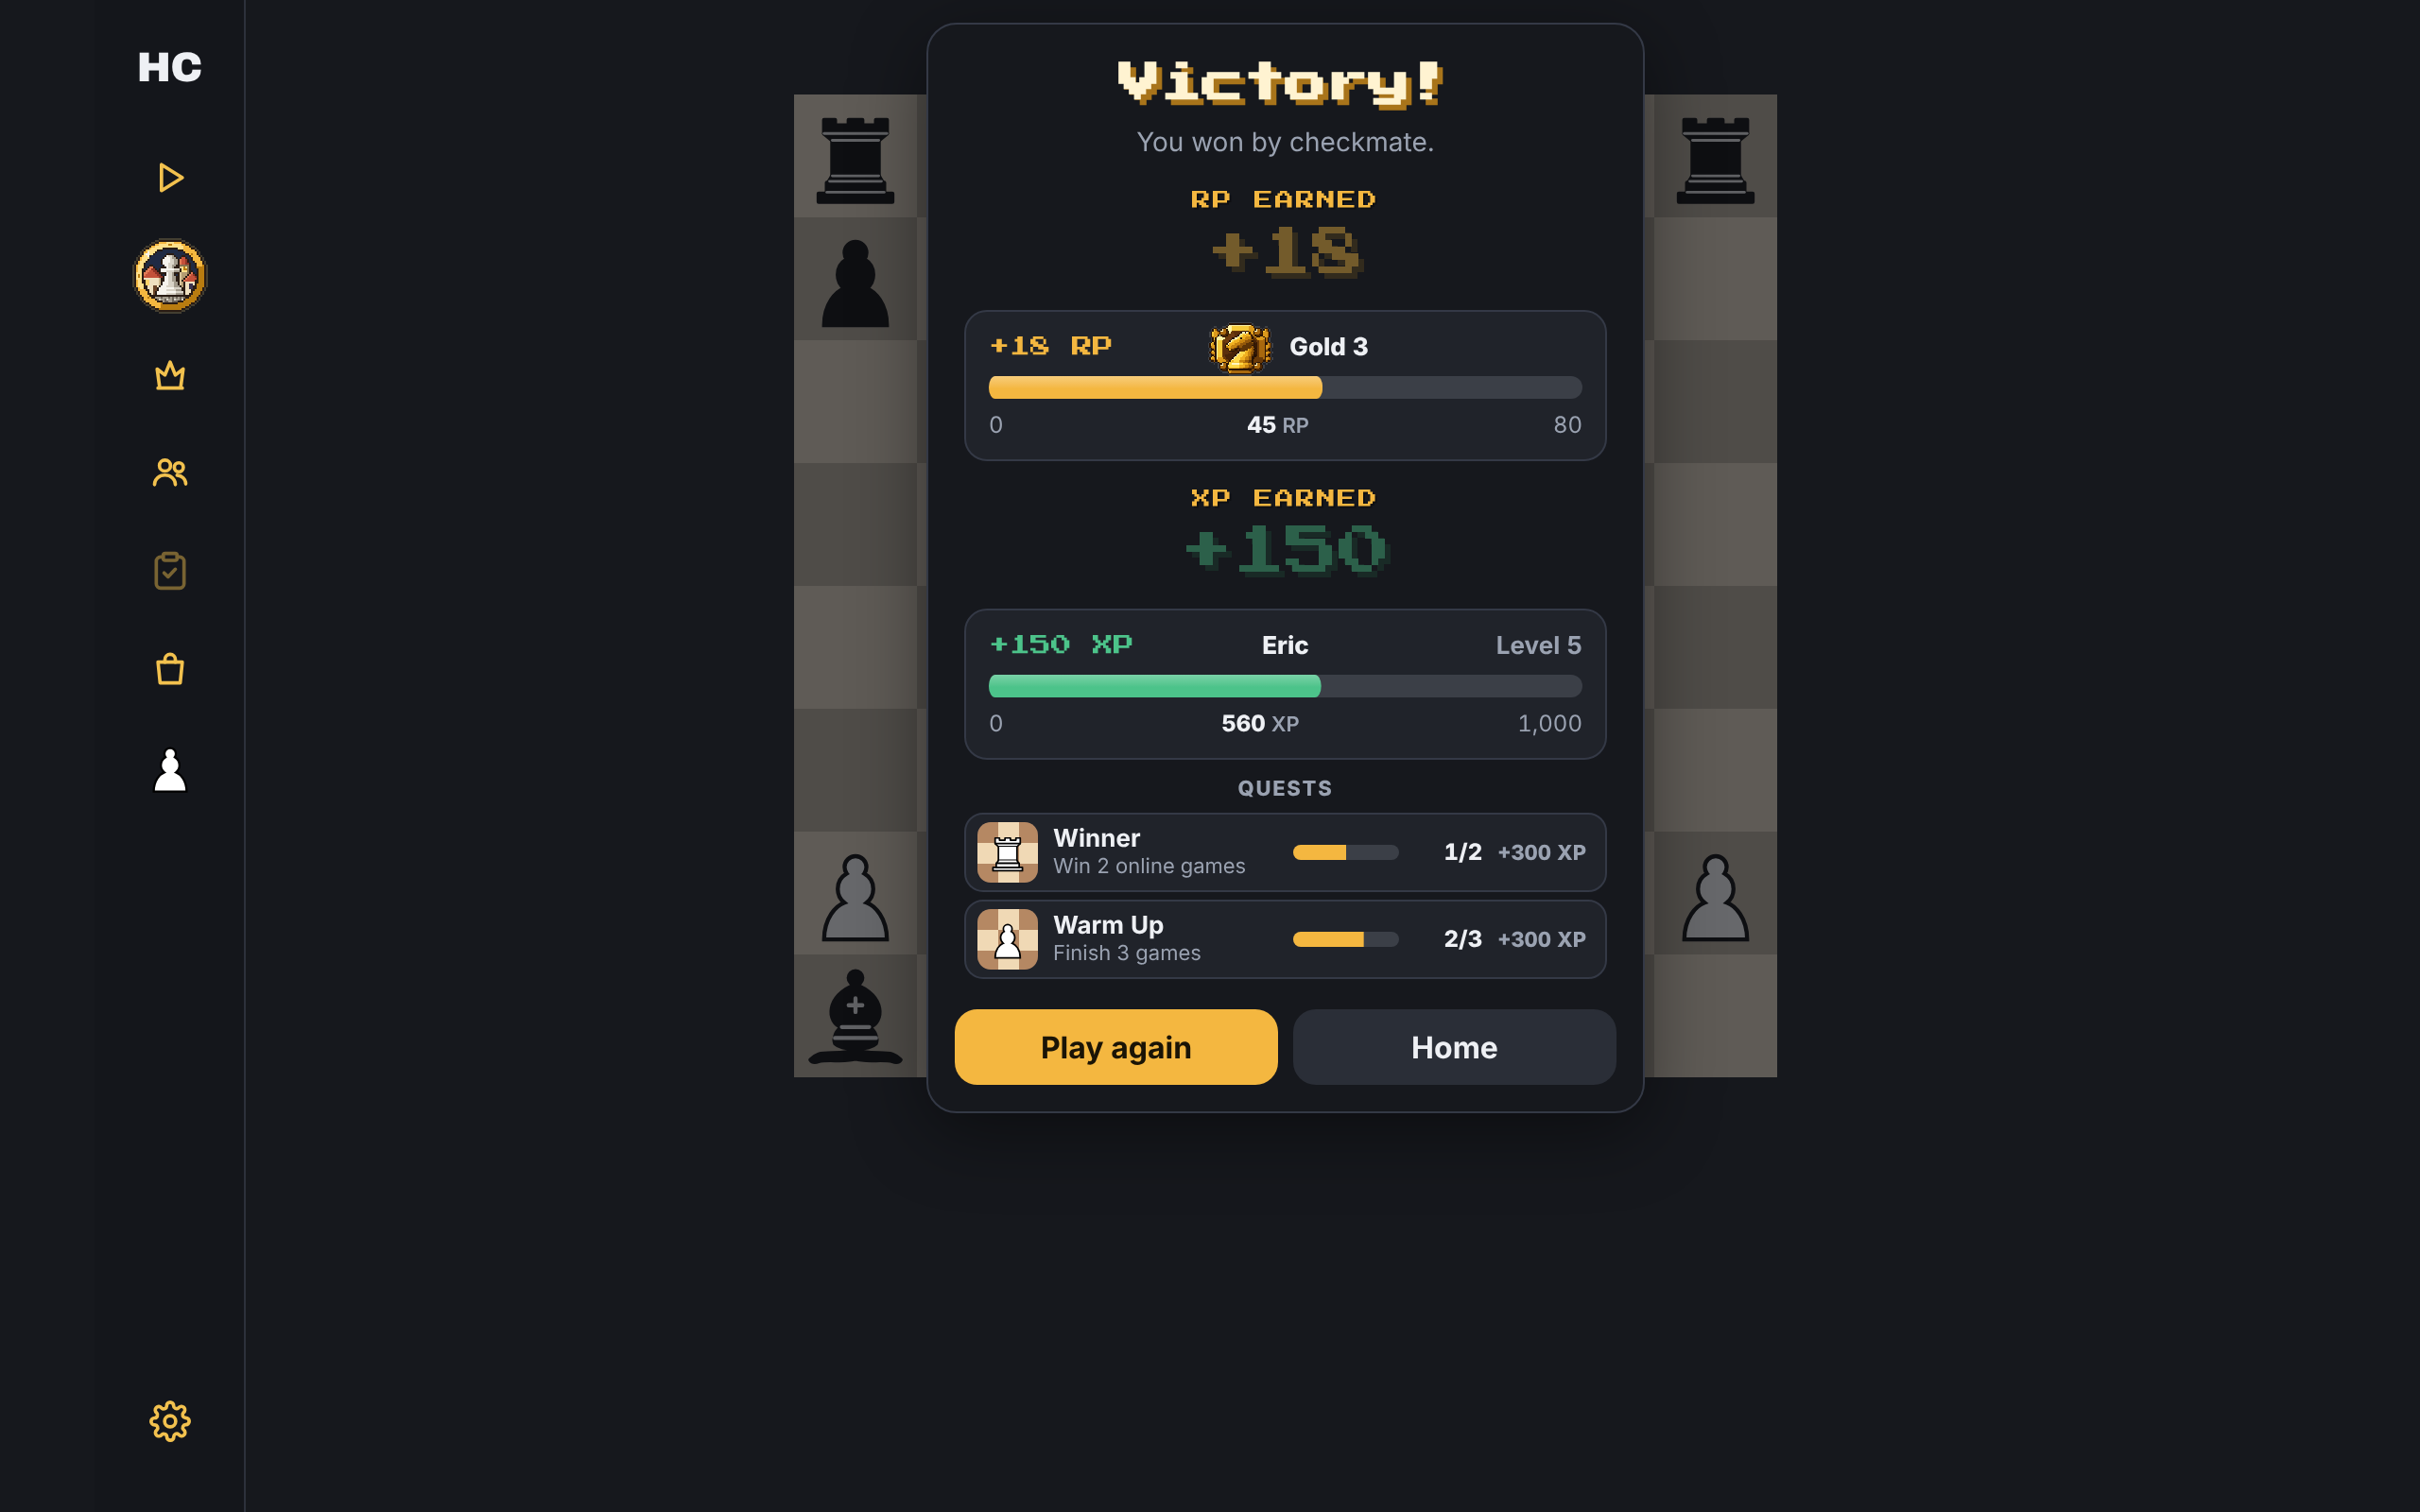 HC
Victory!
You won by checkmate.
RP EARNED
+18
+18 RP Gold 3
0 45 RP 80
XP EARNED
+150
+150 XP Eric Level 5
0 560 XP 1,000
QUESTS
Winner
Win 2 online games
1/2 +300 XP
Warm Up
Finish 3 games
2/3 +300 XP
Play again Home